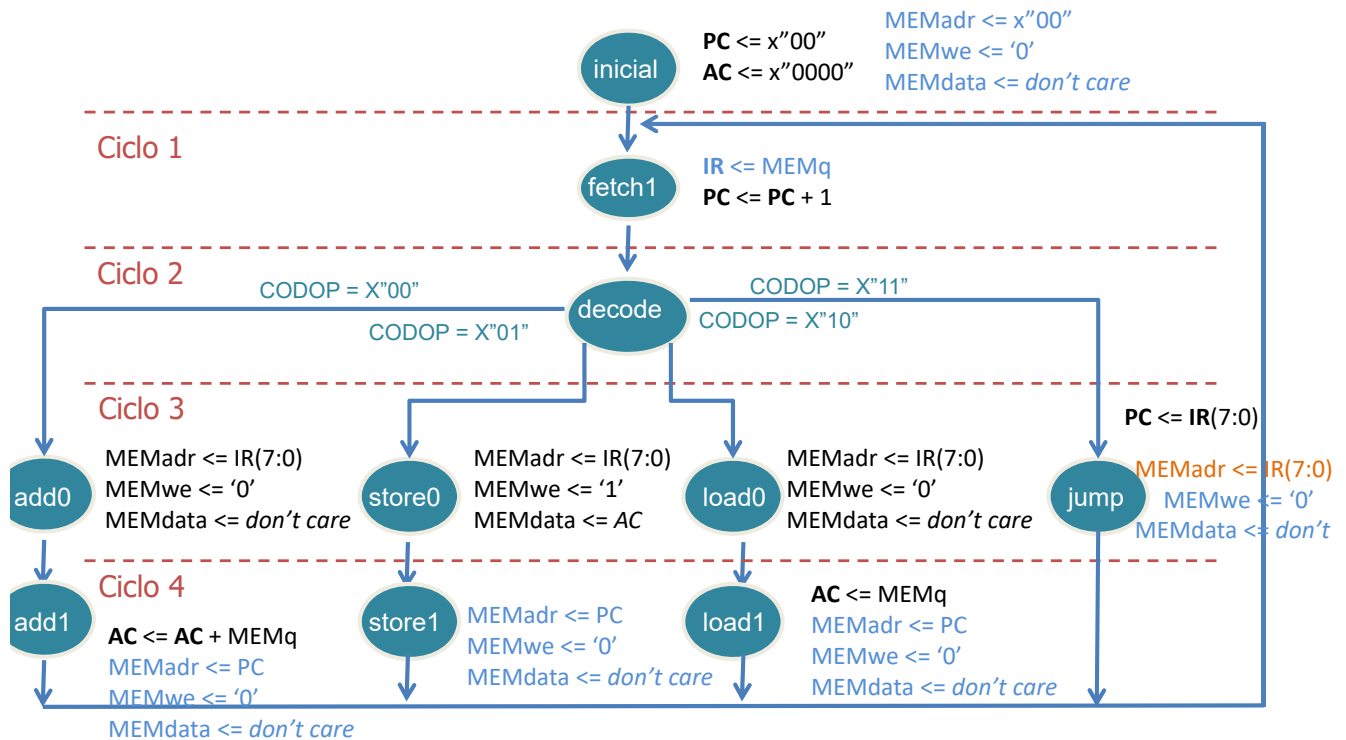 inicial
PC <= x”00”
AC <= x”0000”
MEMadr <= x”00”
MEMwe <= ‘0’
MEMdata <= don’t care
Ciclo 1
fetch1
IR <= MEMq
PC <= PC + 1
Ciclo 2
decode
CODOP = X”00”
CODOP = X”01”
CODOP = X”11”
CODOP = X”10”
Ciclo 3
add0
MEMadr <= IR(7:0)
MEMwe <= ‘0’
MEMdata <= don’t care
store0
MEMadr <= IR(7:0)
MEMwe <= ‘1’
MEMdata <= AC
load0
MEMadr <= IR(7:0)
MEMwe <= ‘0’
MEMdata <= don’t care
PC <= IR(7:0)
jump
MEMadr <= IR(7:0)
MEMwe <= ‘0’
MEMdata <= don’t
Ciclo 4
add1
AC <= AC + MEMq
MEMadr <= PC
MEMwe <= ‘0’
MEMdata <= don’t care
store1
MEMadr <= PC
MEMwe <= ‘0’
MEMdata <= don’t care
load1
AC <= MEMq
MEMadr <= PC
MEMwe <= ‘0’
MEMdata <= don’t care